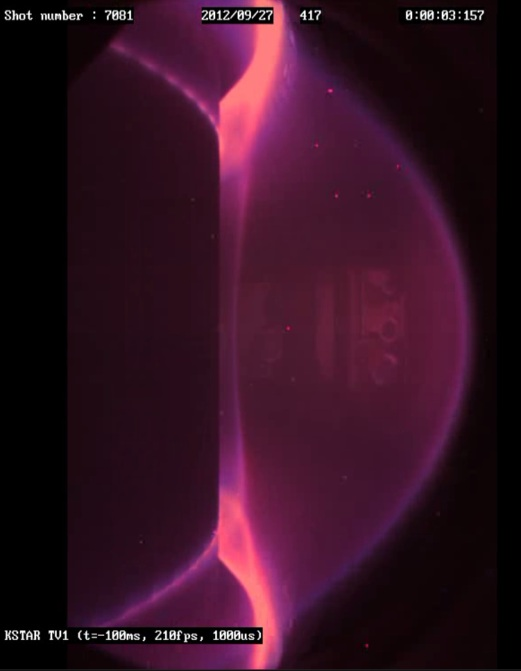 Shot number : 7081 2012/09/27 417 0:00:03:157
KSTAR TV1 (t=-100ms, 210fps, 1000us)